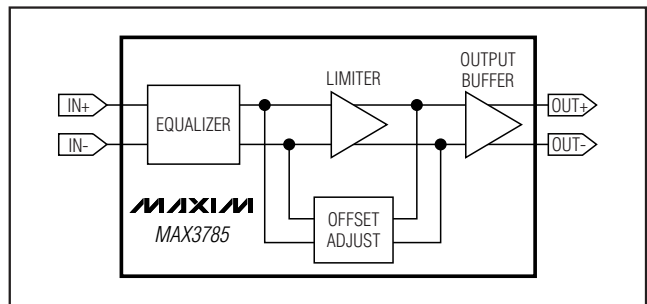 IN+
IN-
EQUALIZER
LIMITER
OUTPUT
BUFFER
OUT+
OUT-
OFFSET
ADJUST
MAXIM
MAX3785